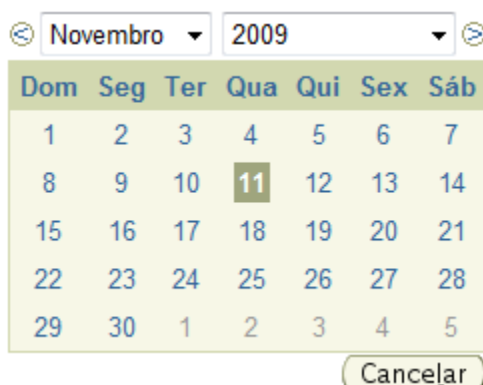 Novembro 2009
Dom Seg Ter Qua Qui Sex Sáb
1 2 3 4 5 6 7
8 9 10 11 12 13 14
15 16 17 18 19 20 21
22 23 24 25 26 27 28
29 30 1 2 3 4 5
Cancelar